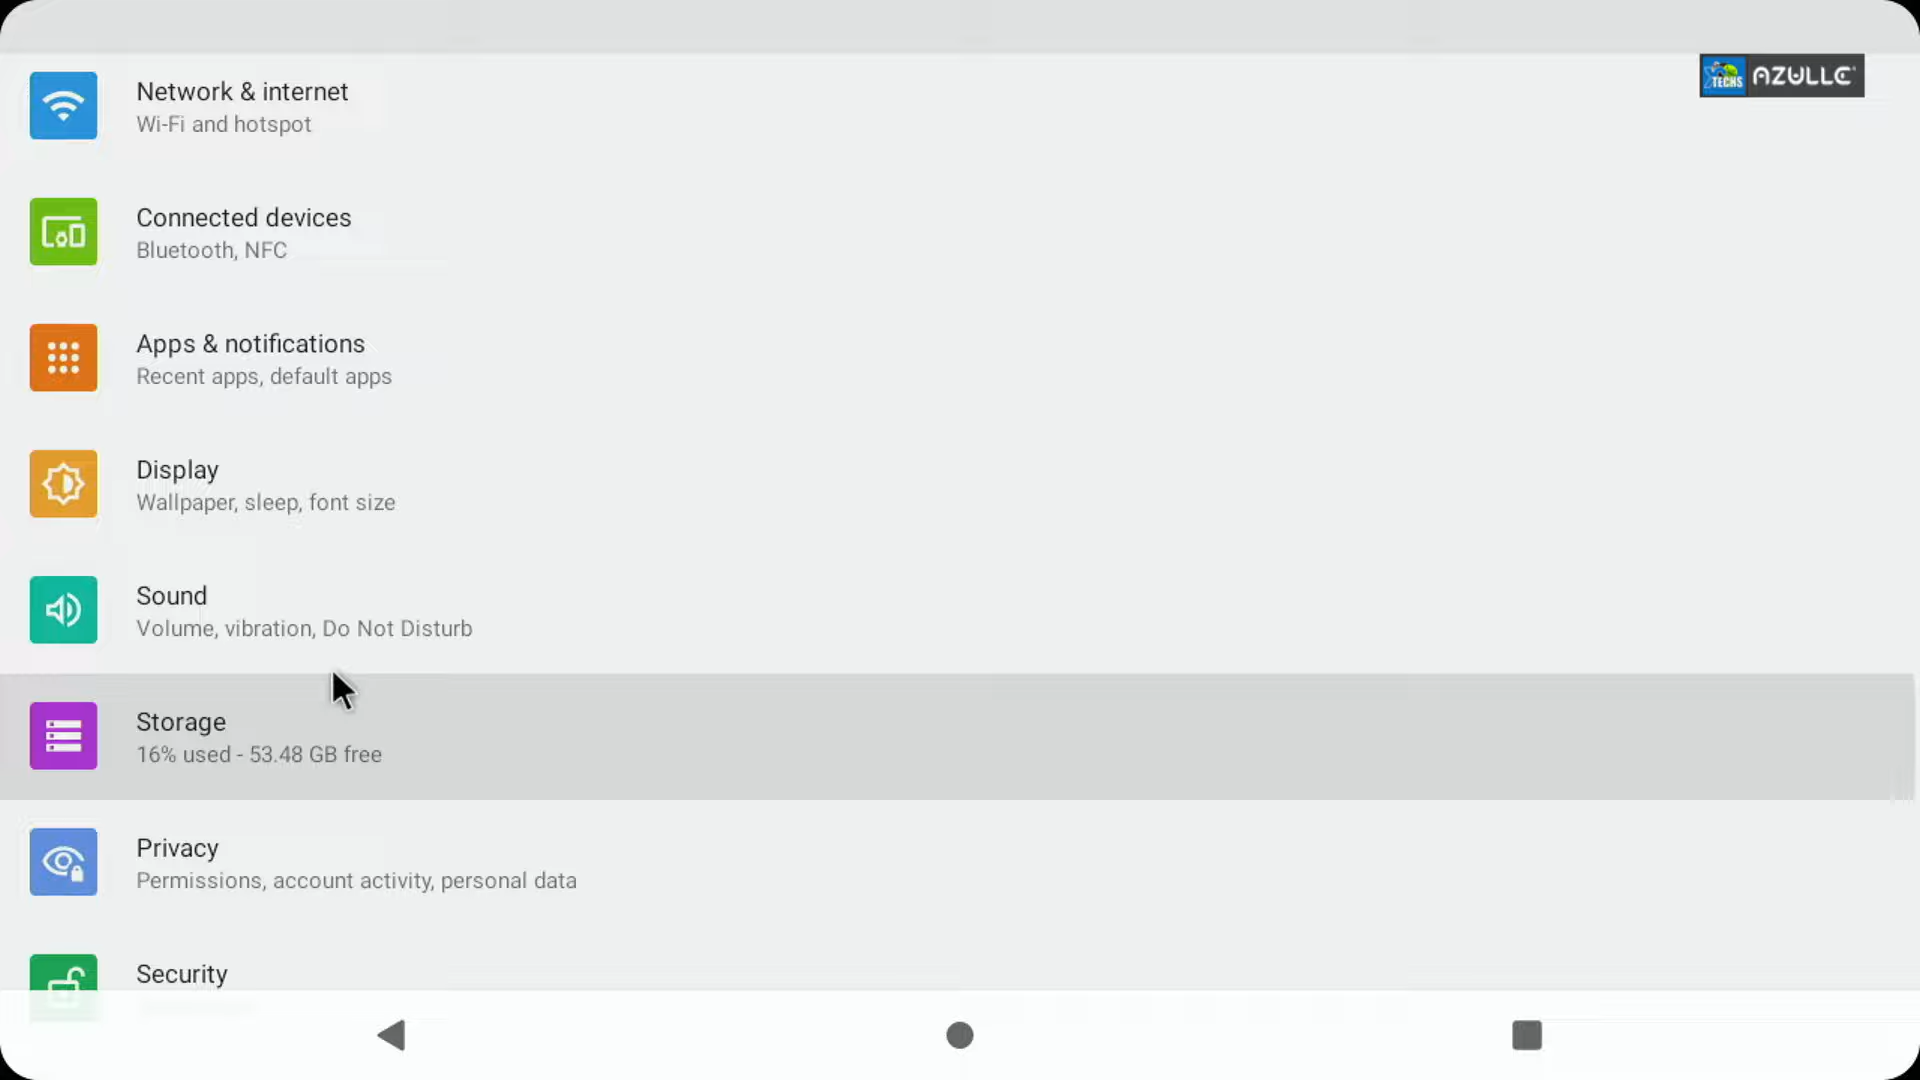 Network & internet
Wi-Fi and hotspot
TECHS AZULLE
Connected devices
Bluetooth, NFC
Apps & notifications
Recent apps, default apps
Display
Wallpaper, sleep, font size
Sound
Volume, vibration, Do Not Disturb
Storage
16% used - 53.48 GB free
Privacy
Permissions, account activity, personal data
Security